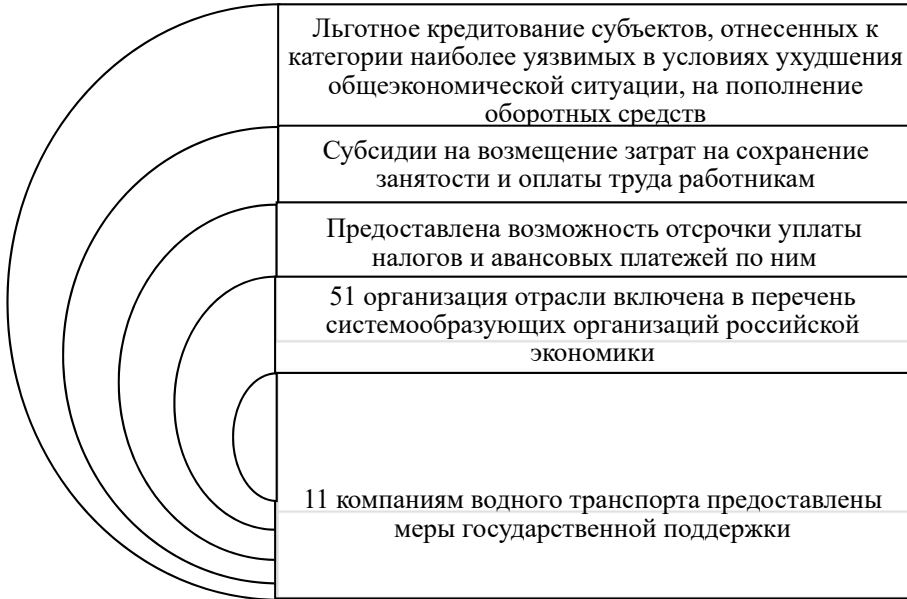 Льготное кредитование субъектов, отнесенных к
категории наиболее уязвимых в условиях ухудшения
общеэкономической ситуации, на пополнение
оборотных средств
Субсидии на возмещение затрат на сохранение
занятости и оплаты труда работникам
Предоставлена возможность отсрочки уплаты
налогов и авансовых платежей по ним
51 организация отрасли включена в перечень
системообразующих организаций российской
экономики
11 компаниям водного транспорта предоставлены
меры государственной поддержки